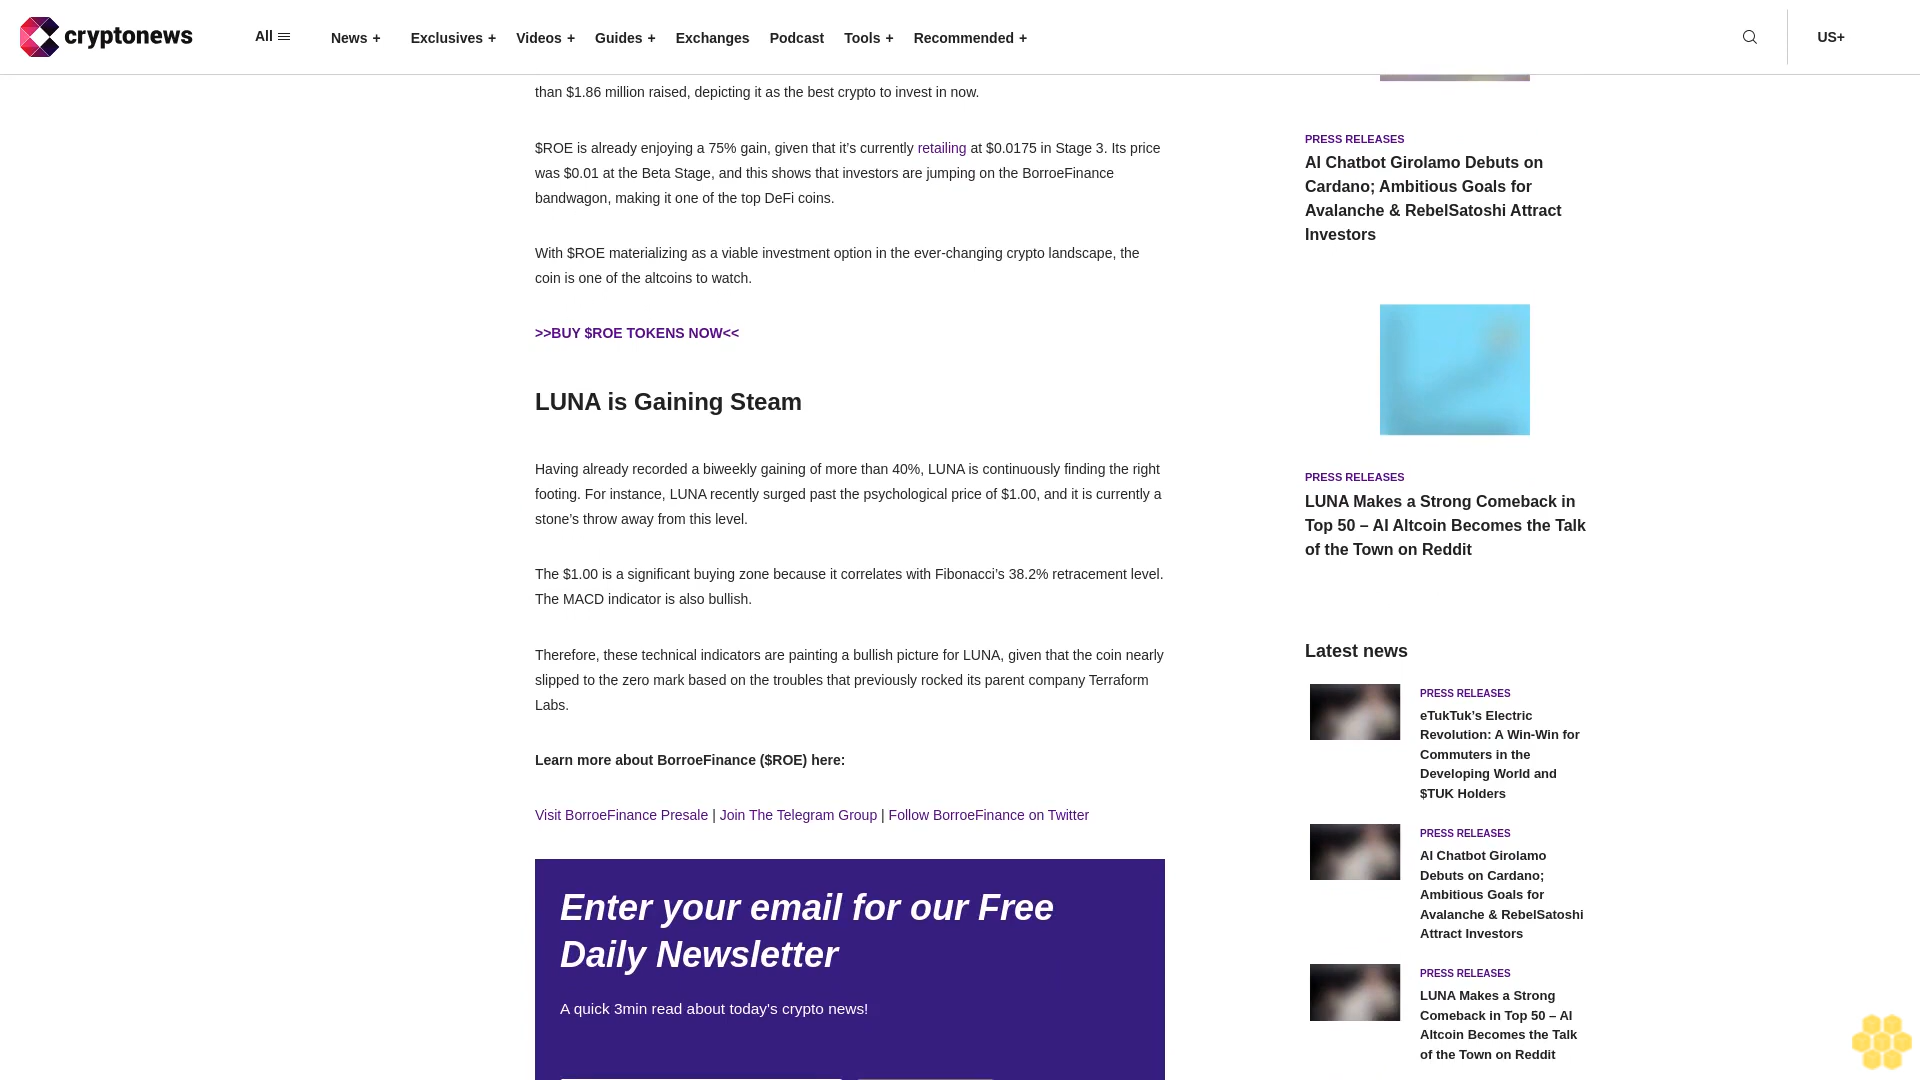 cryptonews
All
News +
Exclusives +
Videos +
Guides +
Exchanges
Podcast
Tools +
Recommended +
US+
than $1.86 million raised, depicting it as the best crypto to invest in now.
$ROE is already enjoying a 75% gain, given that it’s currently retailing at $0.0175 in Stage 3. Its price
was $0.01 at the Beta Stage, and this shows that investors are jumping on the BorroeFinance
bandwagon, making it one of the top DeFi coins.
With $ROE materializing as a viable investment option in the ever-changing crypto landscape, the
coin is one of the altcoins to watch.
>>BUY $ROE TOKENS NOW<<
LUNA is Gaining Steam
Having already recorded a biweekly gaining of more than 40%, LUNA is continuously finding the right
footing. For instance, LUNA recently surged past the psychological price of $1.00, and it is currently a
stone’s throw away from this level.
The $1.00 is a significant buying zone because it correlates with Fibonacci’s 38.2% retracement level.
The MACD indicator is also bullish.
Therefore, these technical indicators are painting a bullish picture for LUNA, given that the coin nearly
slipped to the zero mark based on the troubles that previously rocked its parent company Terraform
Labs.
Learn more about BorroeFinance ($ROE) here:
Visit BorroeFinance Presale | Join The Telegram Group | Follow BorroeFinance on Twitter
Enter your email for our Free
Daily Newsletter
A quick 3min read about today's crypto news!
PRESS RELEASES
AI Chatbot Girolamo Debuts on
Cardano; Ambitious Goals for
Avalanche & RebelSatoshi Attract
Investors
PRESS RELEASES
LUNA Makes a Strong Comeback in
Top 50 – AI Altcoin Becomes the Talk
of the Town on Reddit
Latest news
PRESS RELEASES
eTukTuk’s Electric
Revolution: A Win-Win for
Commuters in the
Developing World and
$TUK Holders
PRESS RELEASES
AI Chatbot Girolamo
Debuts on Cardano;
Ambitious Goals for
Avalanche & RebelSatoshi
Attract Investors
PRESS RELEASES
LUNA Makes a Strong
Comeback in Top 50 – AI
Altcoin Becomes the Talk
of the Town on Reddit